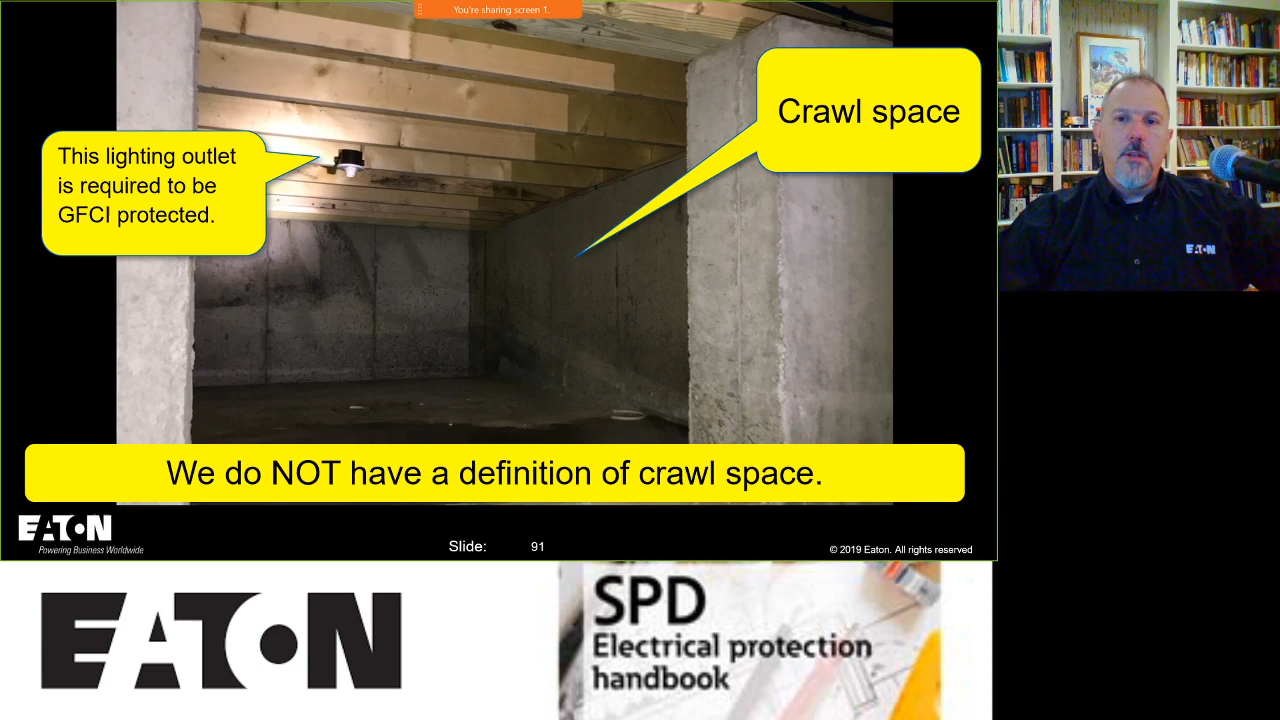 You're sharing screen 1.
Crawl space
This lighting outlet
is required to be
GFCI protected.
We do NOT have a definition of crawl space.
EATON
Powering Business Worldwide
Slide: 91
© 2019 Eaton. All rights reserved
EATON
EATON
SPD
Electrical protection
handbook